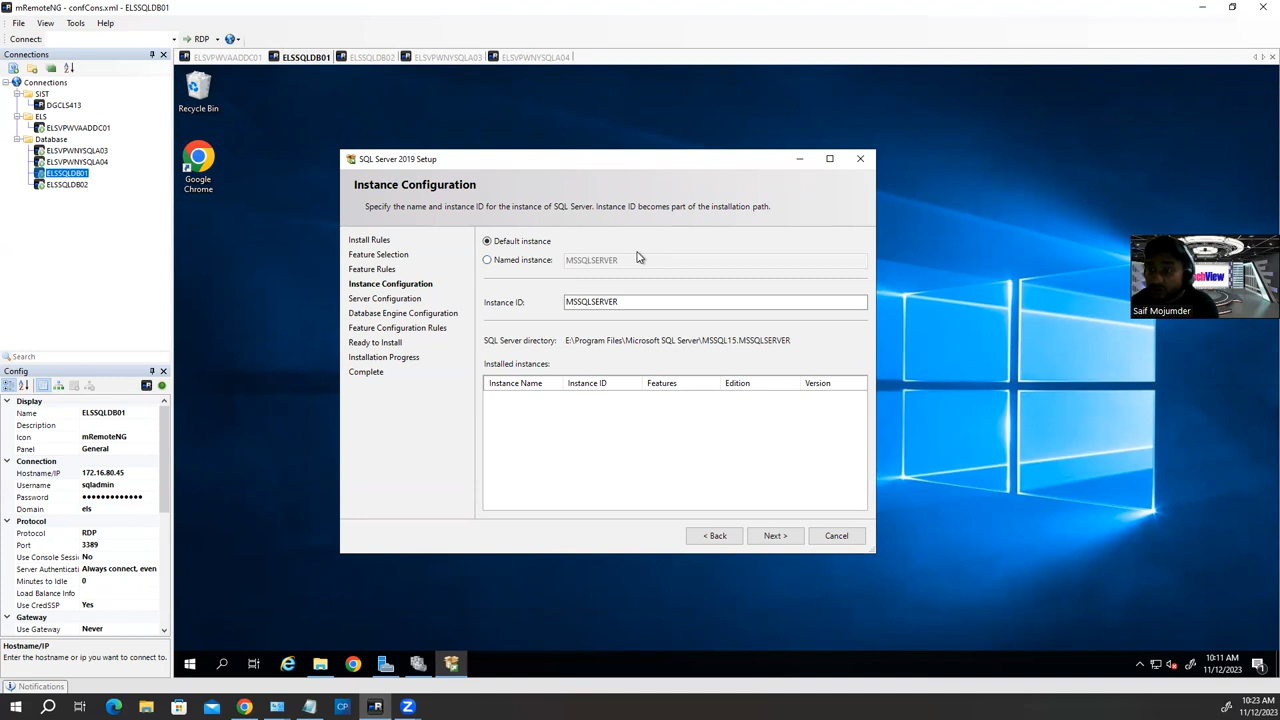 mRemoteNG - confCons.xml - ELSSQLDB01
File View Tools Help
Connect: RDP
Connections
ELSVPWVAADDC01 ELSSQLDB01 ELSSQLDB02 ELSVPWNYSQLA03 ELSVPWNYSQLA04
Connections
SIST
DGCLS413
ELS
ELSVPWVAADDC01
Database
ELSVPWNYSQLA03
ELSVPWNYSQLA04
ELSSQLDB01
ELSSQLDB02
Search
Config
Display
Name ELSSQLDB01
Description
Icon mRemoteNG
Panel General
Connection
Hostname/IP 172.16.80.45
Username sqladmin
Password ●●●●●●●●●●●●●
Domain els
Protocol
Protocol RDP
Port 3389
Use Console Sessi No
Server Authenticati Always connect, even
Minutes to Idle 0
Load Balance Info
Use CredSSP Yes
Gateway
Use Gateway Never
Hostname/IP
Enter the hostname or ip you want to connect to.
Notifications
Recycle Bin
Google
Chrome
SQL Server 2019 Setup
Instance Configuration
Specify the name and instance ID for the instance of SQL Server. Instance ID becomes part of the installation path.
Install Rules
Feature Selection
Feature Rules
Instance Configuration
Server Configuration
Database Engine Configuration
Feature Configuration Rules
Ready to Install
Installation Progress
Complete
Default instance
Named instance: MSSQLSERVER
Instance ID: MSSQLSERVER
SQL Server directory: E:\Program Files\Microsoft SQL Server\MSSQL15.MSSQLSERVER
Installed instances:
Instance Name Instance ID Features Edition Version
< Back Next > Cancel
Saif Mojumder
10:11 AM
11/12/2023
1
CP
10:23 AM
11/12/2023